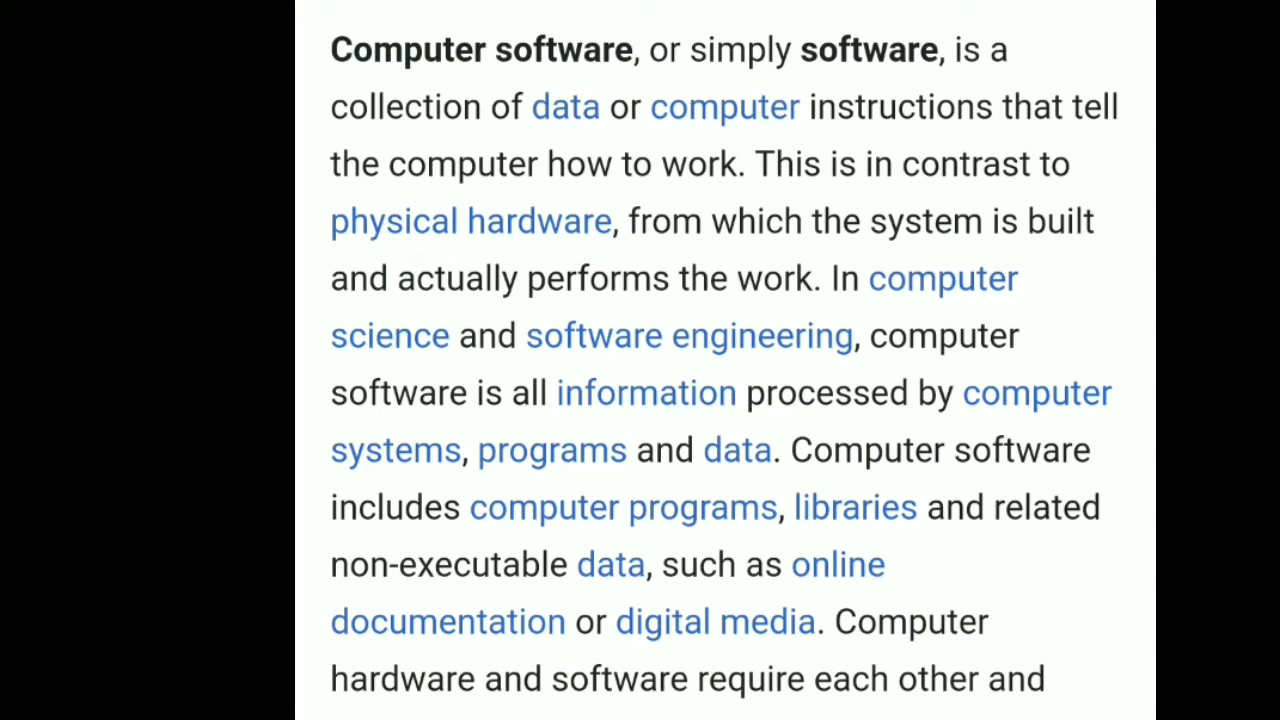 Computer software, or simply software, is a
collection of data or computer instructions that tell
the computer how to work. This is in contrast to
physical hardware, from which the system is built
and actually performs the work. In computer
science and software engineering, computer
software is all information processed by computer
systems, programs and data. Computer software
includes computer programs, libraries and related
non-executable data, such as online
documentation or digital media. Computer
hardware and software require each other and